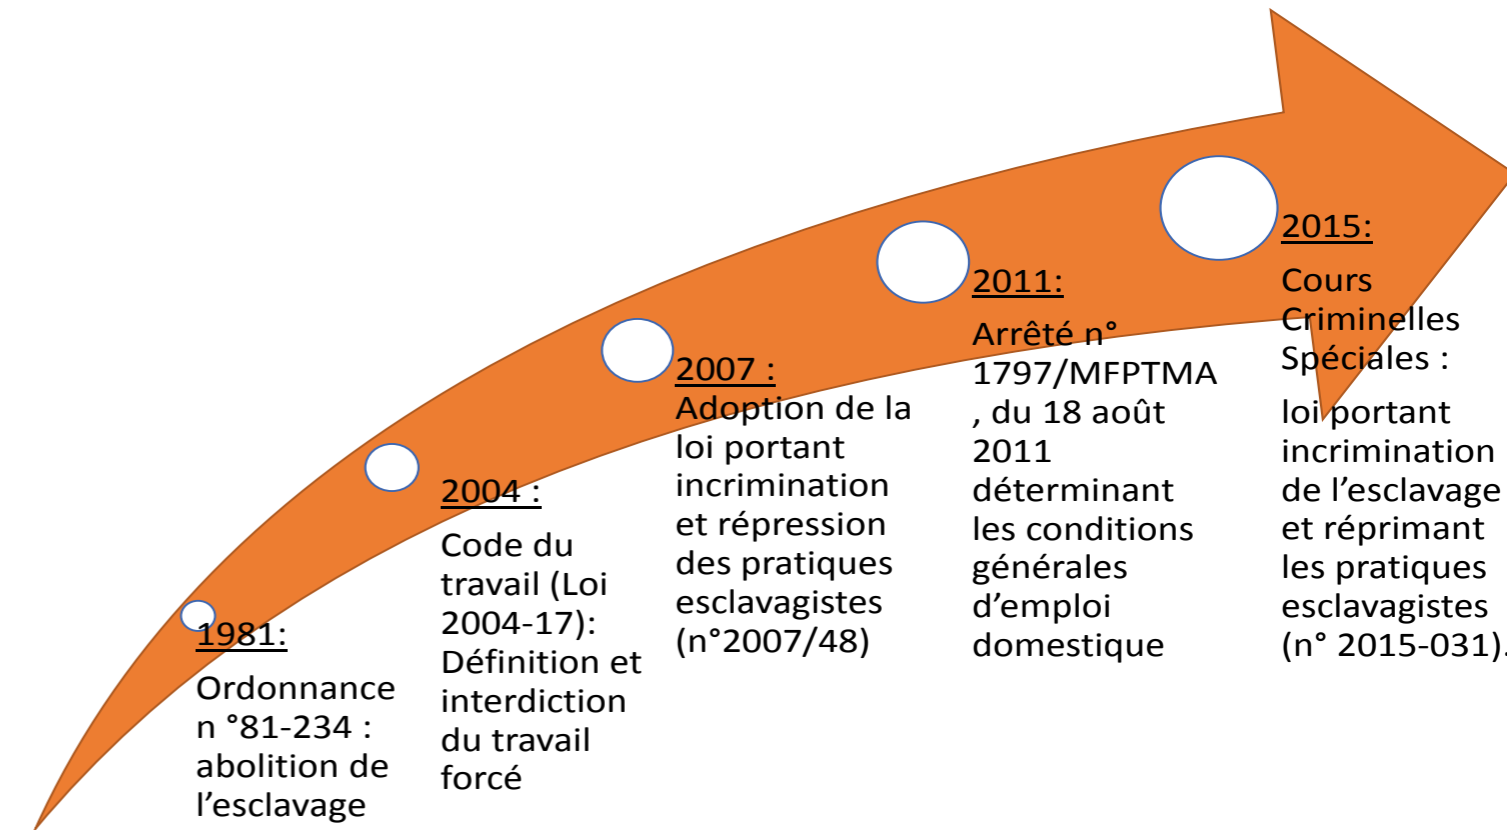 1981:
Ordonnance
n °81-234 :
abolition de
l’esclavage
2004 :
Code du
travail (Loi
2004-17):
Définition et
interdiction
du travail
forcé
2007 :
Adoption de la
loi portant
incrimination
et répression
des pratiques
esclavagistes
(n°2007/48)
2011:
Arrêté n°
1797/MFPTMA
, du 18 août
2011
déterminant
les conditions
générales
d’emploi
domestique
2015:
Cours
Criminelles
Spéciales :
loi portant
incrimination
de l’esclavage
et réprimant
les pratiques
esclavagistes
(n° 2015-031).